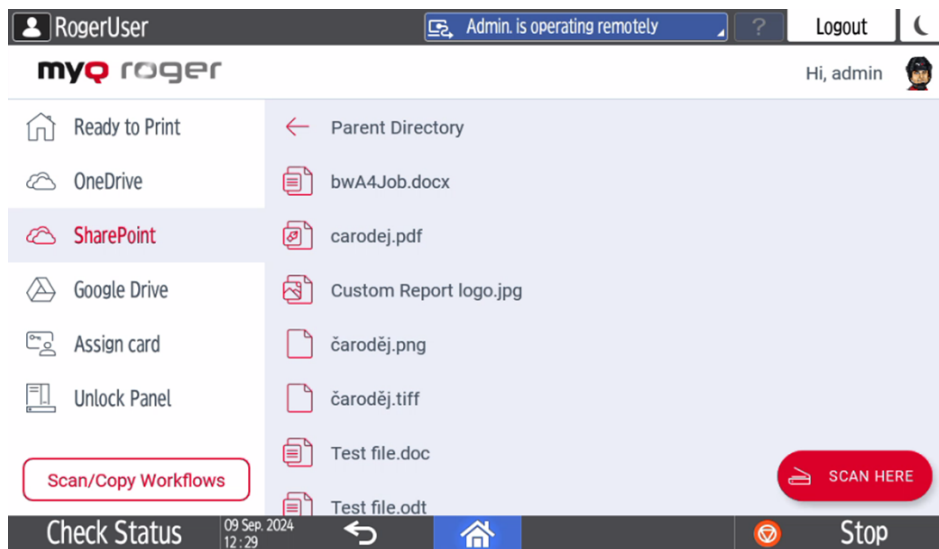 RogerUser
Admin. is operating remotely
?
Logout
myQ roger
Hi, admin
Ready to Print
OneDrive
SharePoint
Google Drive
Assign card
Unlock Panel
Scan/Copy Workflows
Parent Directory
bwA4Job.docx
carodej.pdf
Custom Report logo.jpg
čaroděj.png
čaroděj.tiff
Test file.doc
Test file.odt
SCAN HERE
Check Status
09 Sep. 2024
12:29
Stop